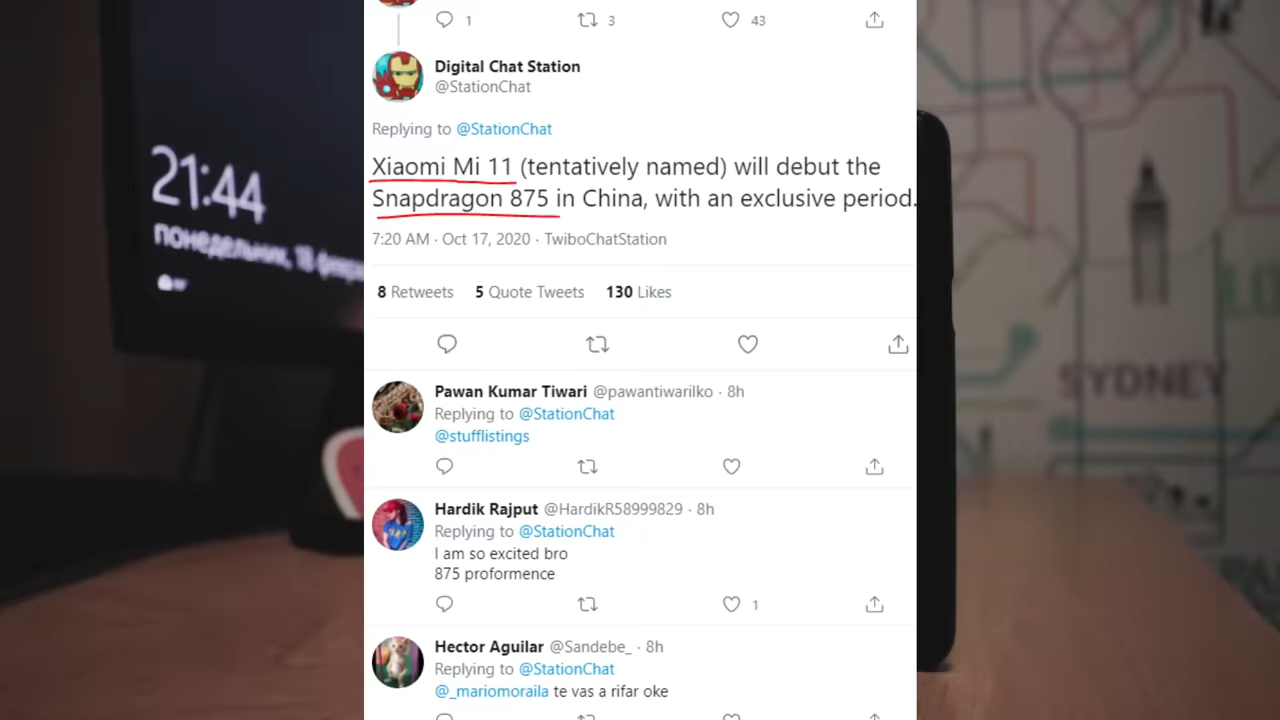 1
3
43
Digital Chat Station
@StationChat
Replying to @StationChat
Xiaomi Mi 11 (tentatively named) will debut the
Snapdragon 875 in China, with an exclusive period.
7:20 AM · Oct 17, 2020 · TwiboChatStation
8 Retweets 5 Quote Tweets 130 Likes
Pawan Kumar Tiwari @pawantiwarilko · 8h
Replying to @StationChat
@stufflistings
Hardik Rajput @HardikR58999829 · 8h
Replying to @StationChat
I am so excited bro
875 proformence
1
Hector Aguilar @Sandebe_ · 8h
Replying to @StationChat
@_mariomoraila te vas a rifar oke
21:44
понедельник, 18
SYDNEY